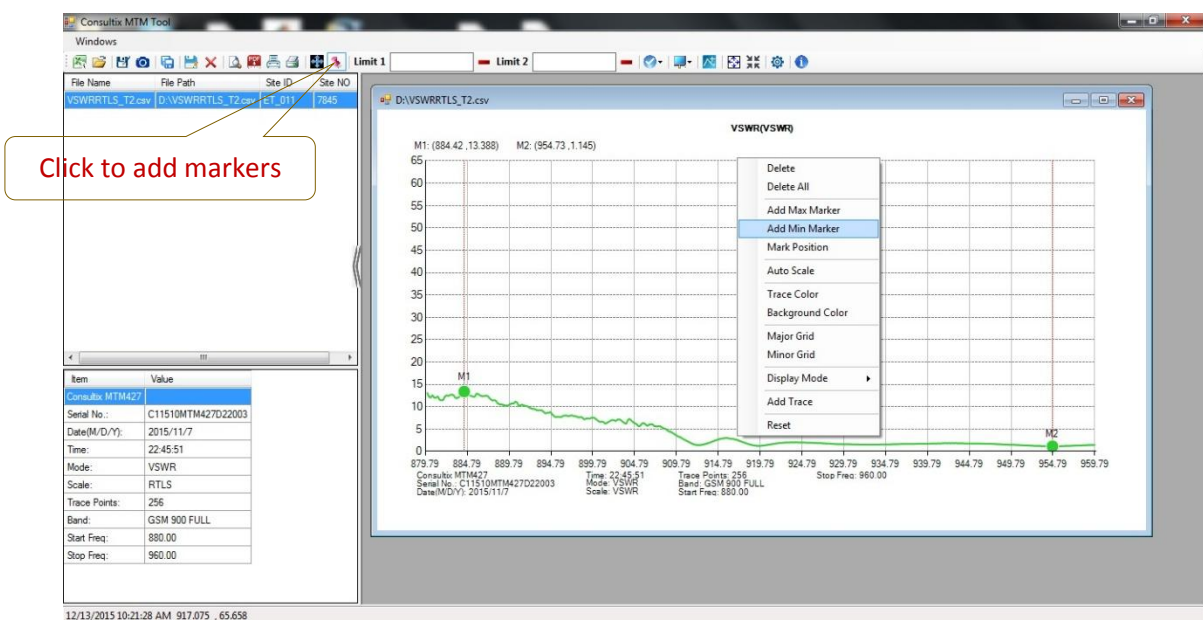 Consultix MTM Tool
Windows
Limit 1 Limit 2
File Name File Path Site ID Site NO
VSWRRTLS_T2.csv D:\VSWRRTLS_T2.csv ET_011 7845
Click to add markers
D:\VSWRRTLS_T2.csv
VSWR(VSWR)
M1: (884.42 ,13.388) M2: (954.73 ,1.145)
65
60
55
50
45
40
35
30
25
20
15
10
5
0
M1
M2
879.79 884.79 889.79 894.79 899.79 904.79 909.79 914.79 919.79 924.79 929.79 934.79 939.79 944.79 949.79 954.79 959.79
Consultix MTM427 Time: 22:45:51 Trace Points: 256 Stop Freq: 960.00
Serial No.: C11510MTM427D22003 Mode: VSWR Band: GSM 900 FULL
Date(M/D/Y): 2015/11/7 Scale: VSWR Start Freq: 880.00
Delete
Delete All
Add Max Marker
Add Min Marker
Mark Position
Auto Scale
Trace Color
Background Color
Major Grid
Minor Grid
Display Mode
Add Trace
Reset
Item Value
Consultix MTM427
Serial No.: C11510MTM427D22003
Date(M/D/Y): 2015/11/7
Time: 22:45:51
Mode: VSWR
Scale: RTLS
Trace Points: 256
Band: GSM 900 FULL
Start Freq: 880.00
Stop Freq: 960.00
12/13/2015 10:21:28 AM 917.075 , 65.658